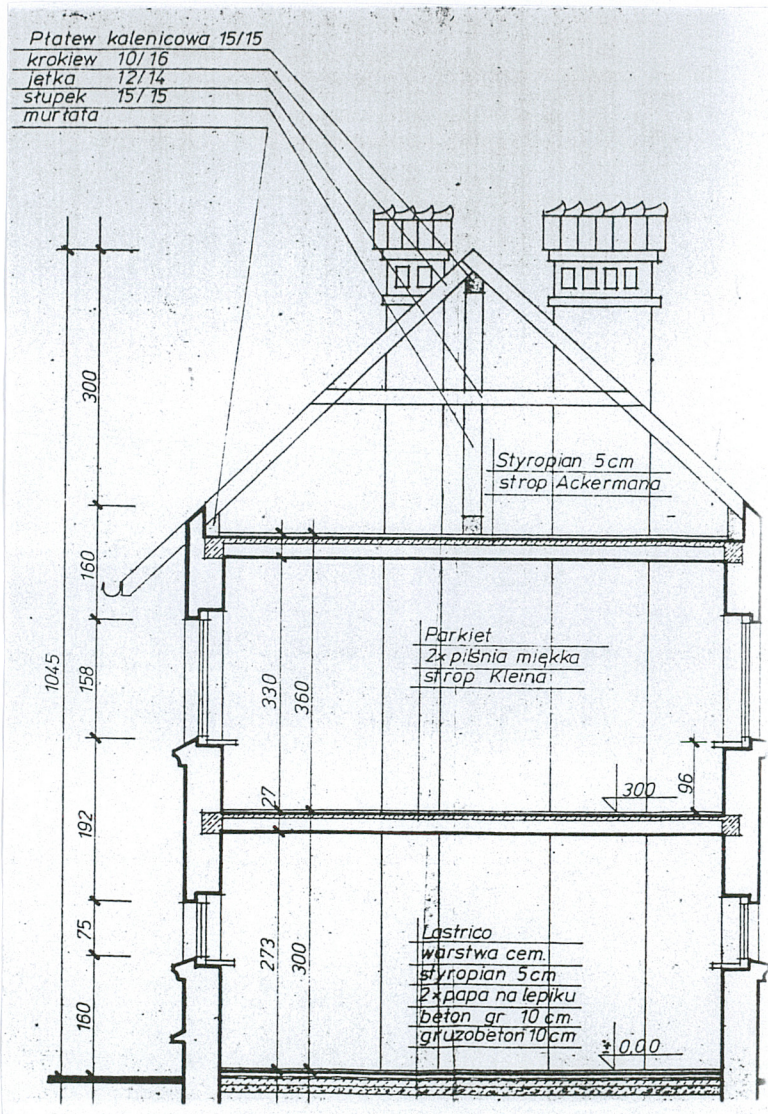 Płatew kalenicowa 15/15
krokiew 10/16
jętka 12/14
słupek 15/15
murłata
300
Styropian 5cm
strop Ackermana
160
Parkiet
2x pilśnia miękka
strop Kleina
1045
158
330
360
300
96
27
192
Lastrico
warstwa cem.
styropian 5cm
2x papa na lepiku
beton gr 10 cm
gruzobeton 10cm
75
273
300
160
±0,00